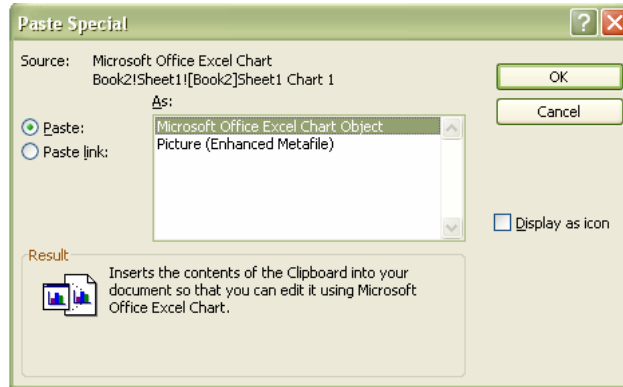 Paste Special
Source: Microsoft Office Excel Chart
Book2!Sheet1![Book2]Sheet1 Chart 1
As:
Paste:
Paste link:
Microsoft Office Excel Chart Object
Picture (Enhanced Metafile)
OK
Cancel
Display as icon
Result
Inserts the contents of the Clipboard into your
document so that you can edit it using Microsoft
Office Excel Chart.